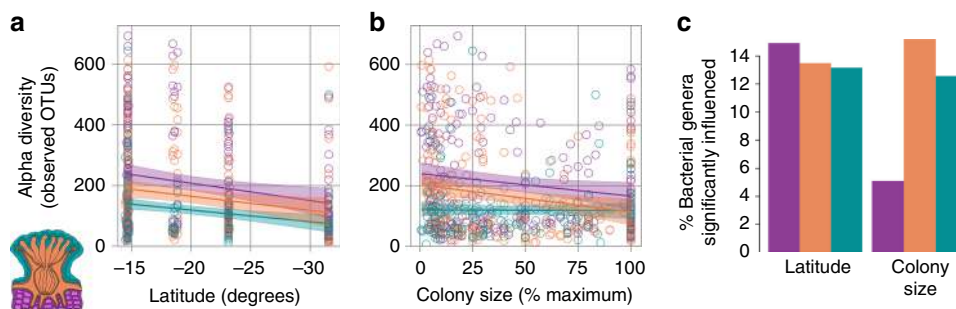 a
Alpha diversity
(observed OTUs)
600
400
200
0
–15
–20
–25
–30
Latitude (degrees)
b
600
400
200
0
0
25
50
75
100
Colony size (% maximum)
c
% Bacterial genera
significantly influenced
14
12
10
8
6
4
2
0
Latitude
Colony
size